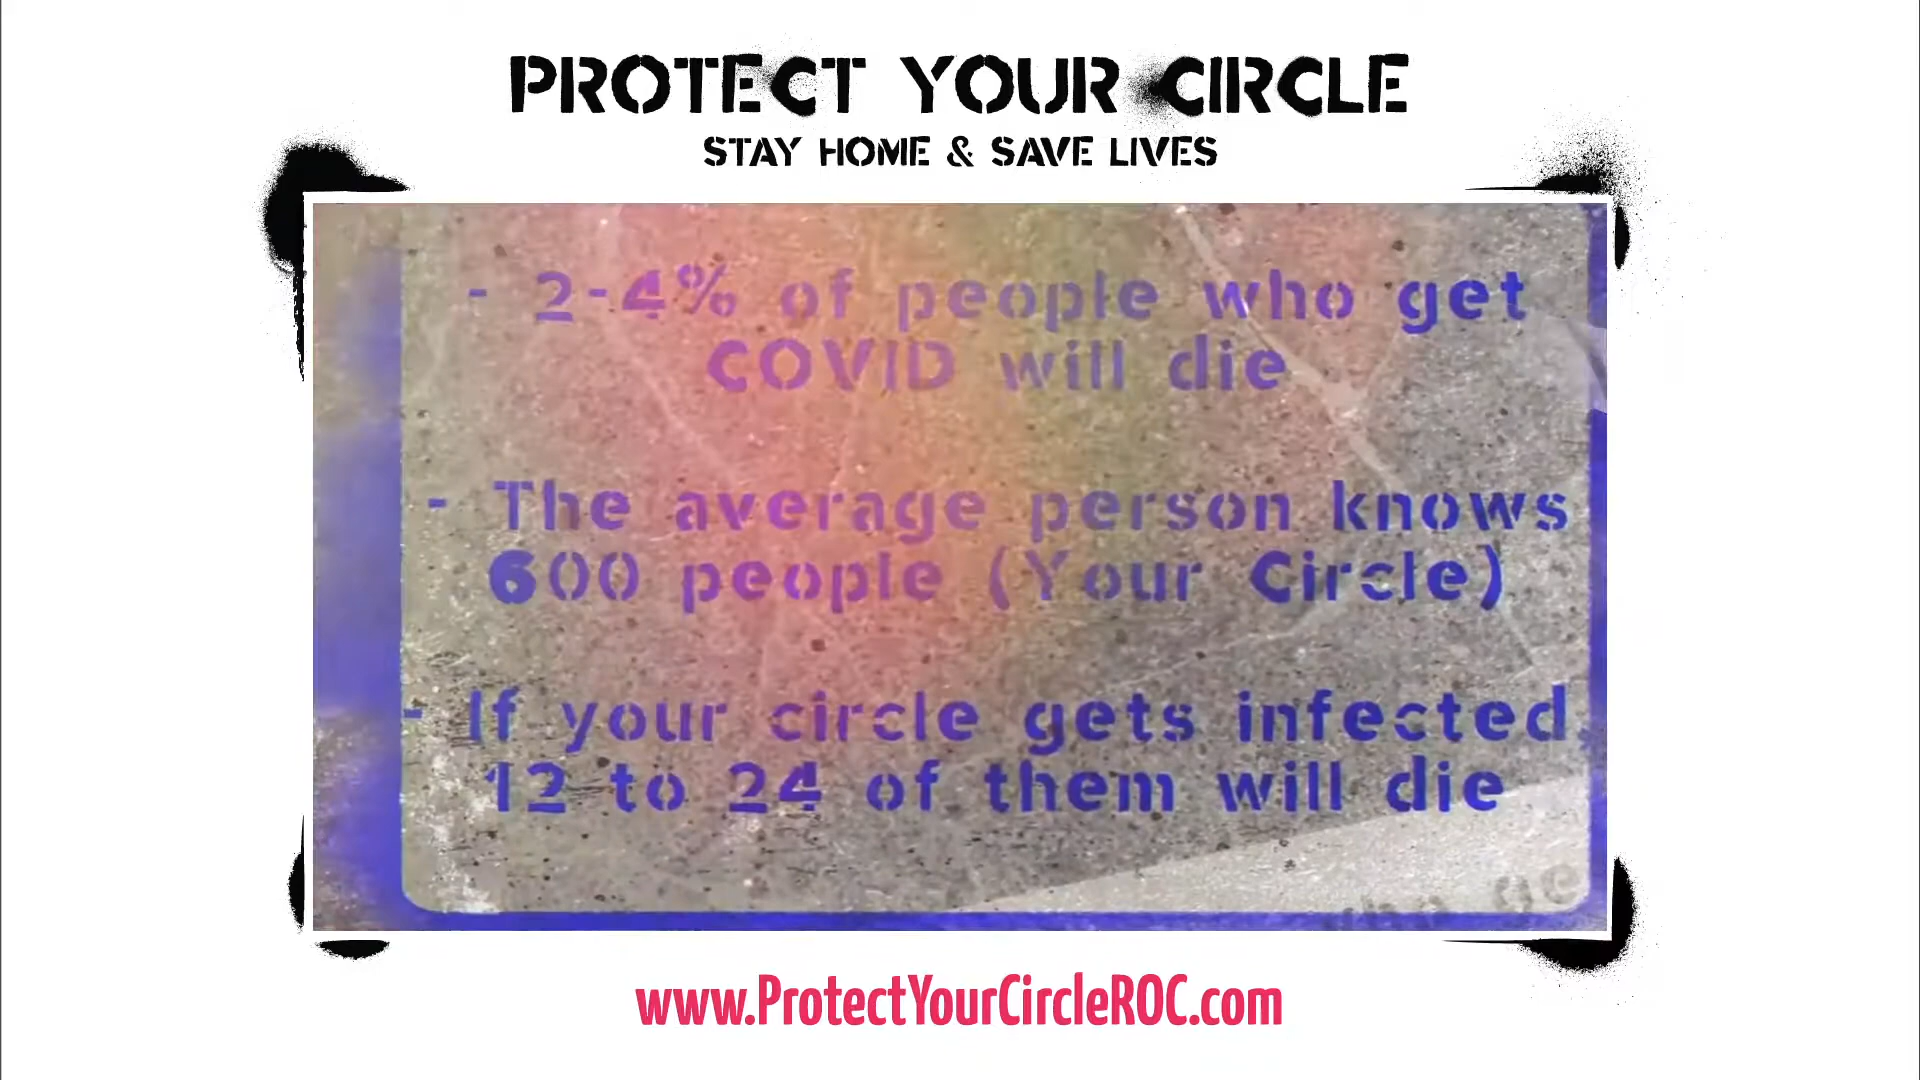 PROTECT YOUR CIRCLE
STAY HOME & SAVE LIVES
- 2-4% of people who get
COVID will die
- The average person knows
600 people (Your Circle)
- If your circle gets infected,
12 to 24 of them will die
www.ProtectYourCircleROC.com